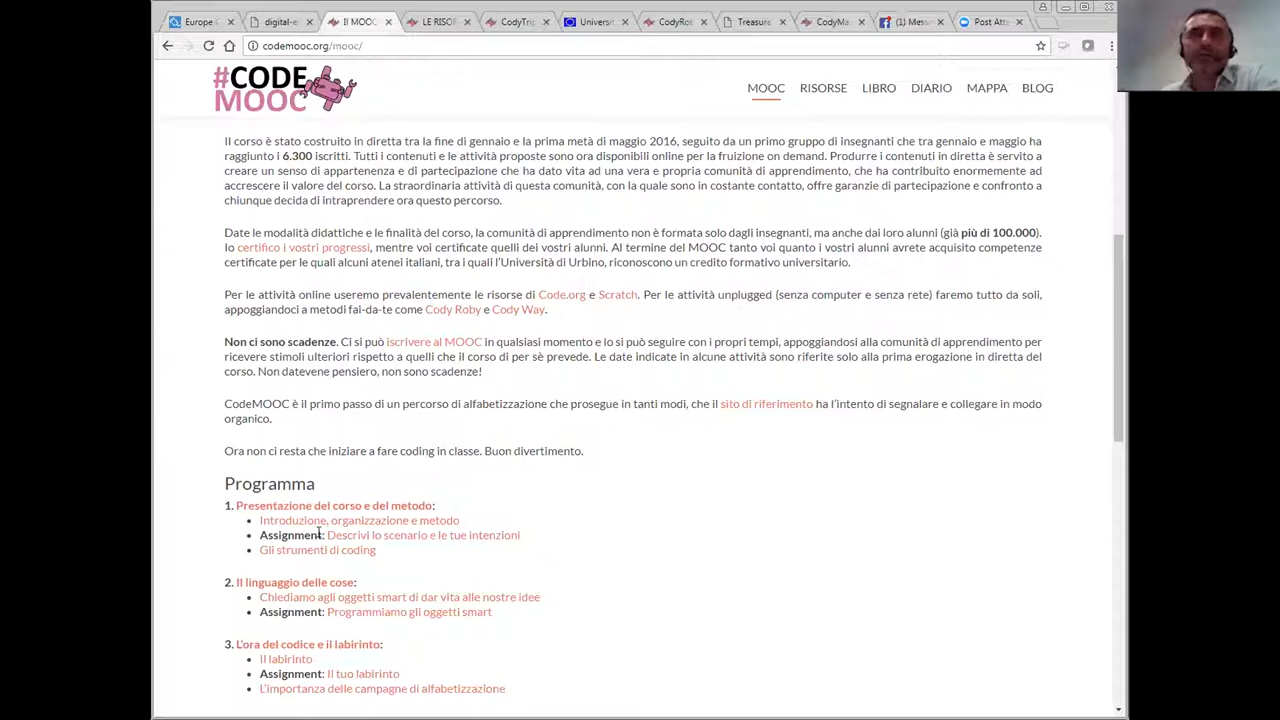 Europe C
digital-e
Il MOOC
LE RISOR
CodyTrip
Universit
CodyRob
Treasure
CodyMa
(1) Messe
Post Atte
codemooc.org/mooc/
#CODE
MOOC
MOOC RISORSE LIBRO DIARIO MAPPA BLOG
Il corso è stato costruito in diretta tra la fine di gennaio e la prima metà di maggio 2016, seguito da un primo gruppo di insegnanti che tra gennaio e maggio ha
raggiunto i 6.300 iscritti. Tutti i contenuti e le attività proposte sono ora disponibili online per la fruizione on demand. Produrre i contenuti in diretta è servito a
creare un senso di appartenenza e di partecipazione che ha dato vita ad una vera e propria comunità di apprendimento, che ha contribuito enormemente ad
accrescere il valore del corso. La straordinaria attività di questa comunità, con la quale sono in costante contatto, offre garanzie di partecipazione e confronto a
chiunque decida di intraprendere ora questo percorso.
Date le modalità didattiche e le finalità del corso, la comunità di apprendimento non è formata solo dagli insegnanti, ma anche dai loro alunni (già più di 100.000).
Io certifico i vostri progressi, mentre voi certificate quelli dei vostri alunni. Al termine del MOOC tanto voi quanto i vostri alunni avrete acquisito competenze
certificate per le quali alcuni atenei italiani, tra i quali l'Università di Urbino, riconoscono un credito formativo universitario.
Per le attività online useremo prevalentemente le risorse di Code.org e Scratch. Per le attività unplugged (senza computer e senza rete) faremo tutto da soli,
appoggiandoci a metodi fai-da-te come Cody Roby e Cody Way.
Non ci sono scadenze. Ci si può iscrivere al MOOC in qualsiasi momento e lo si può seguire con i propri tempi, appoggiandosi alla comunità di apprendimento per
ricevere stimoli ulteriori rispetto a quelli che il corso di per sè prevede. Le date indicate in alcune attività sono riferite solo alla prima erogazione in diretta del
corso. Non datevene pensiero, non sono scadenze!
CodeMOOC è il primo passo di un percorso di alfabetizzazione che prosegue in tanti modi, che il sito di riferimento ha l'intento di segnalare e collegare in modo
organico.
Ora non ci resta che iniziare a fare coding in classe. Buon divertimento.
Programma
1. Presentazione del corso e del metodo:
• Introduzione, organizzazione e metodo
• Assignment: Descrivi lo scenario e le tue intenzioni
• Gli strumenti di coding
2. Il linguaggio delle cose:
• Chiediamo agli oggetti smart di dar vita alle nostre idee
• Assignment: Programmiamo gli oggetti smart
3. L'ora del codice e il labirinto:
• Il labirinto
• Assignment: Il tuo labirinto
• L'importanza delle campagne di alfabetizzazione